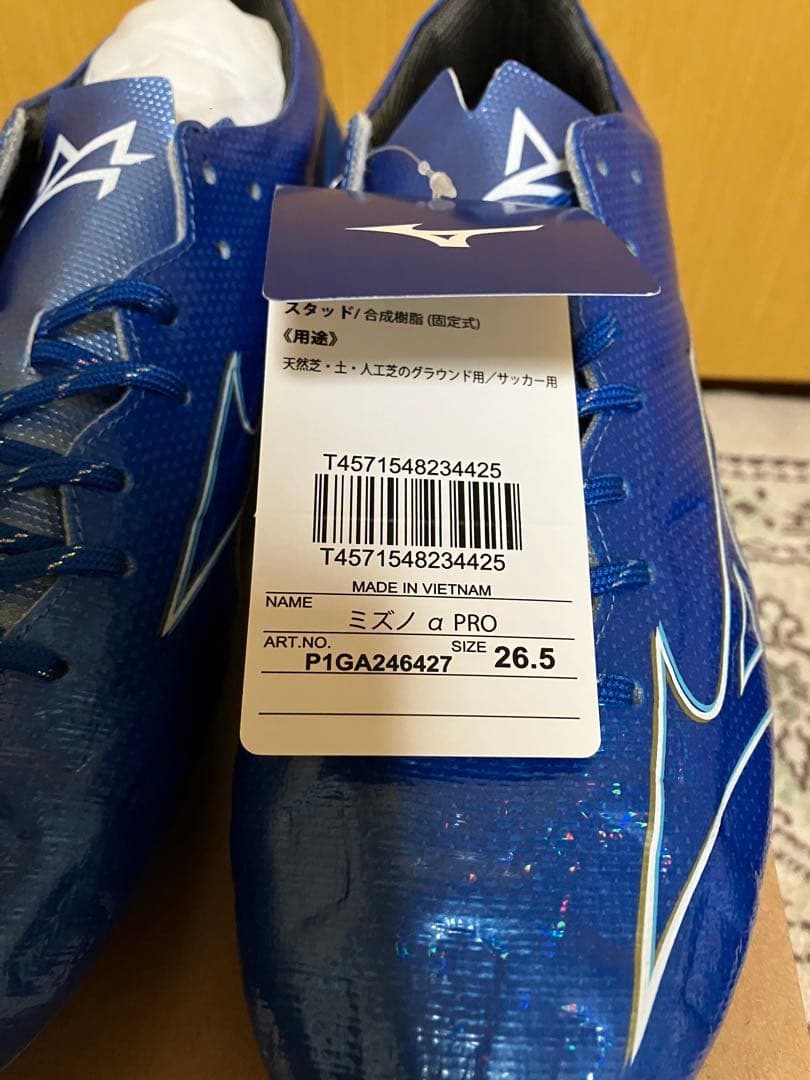 スタッド/合成樹脂(固定式)
《用途》
天然芝・土・人工芝のグラウンド用/サッカー用
T4571548234425
T4571548234425
MADE IN VIETNAM
NAME ミズノ α PRO
ART.NO. P1GA246427 SIZE 26.5